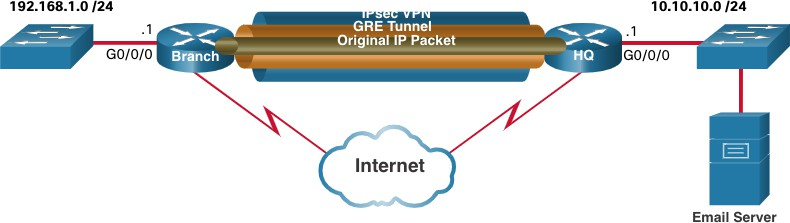 192.168.1.0 /24
10.10.10.0 /24
IPsec VPN
GRE Tunnel
Original IP Packet
.1
G0/0/0
Branch
HQ
.1
G0/0/0
Internet
Email Server